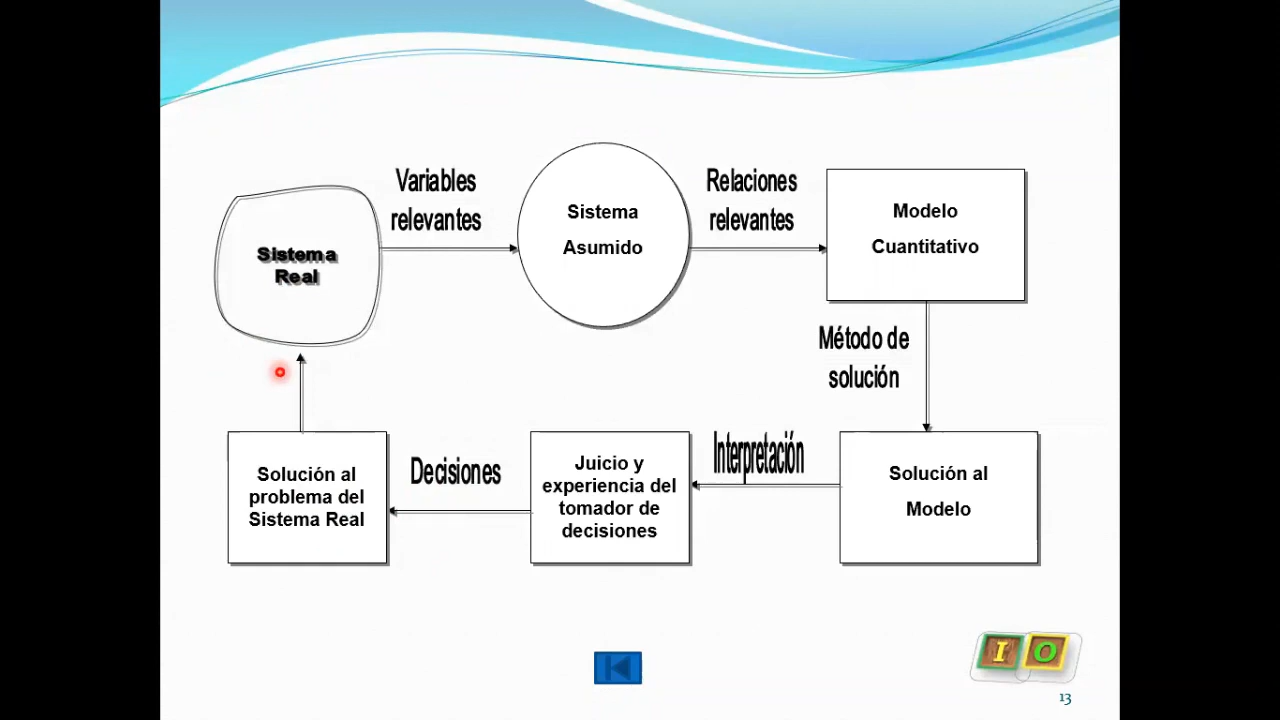 Variables
relevantes
Relaciones
relevantes
Sistema
Real
Sistema
Asumido
Modelo
Cuantitativo
Método de
solución
Solución al
problema del
Sistema Real
Decisiones
Juicio y
experiencia del
tomador de
decisiones
Interpretación
Solución al
Modelo
I O
13